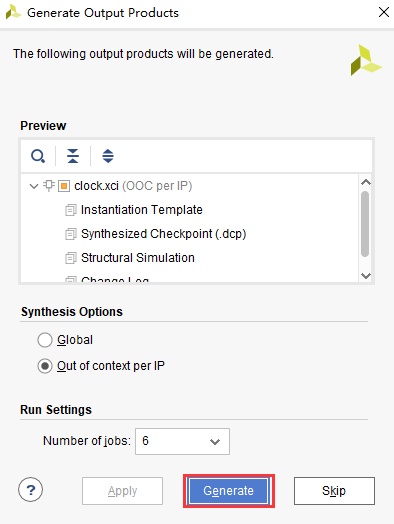 Generate Output Products
The following output products will be generated.
Preview
clock.xci (OOC per IP)
Instantiation Template
Synthesized Checkpoint (.dcp)
Structural Simulation
Change Log
Synthesis Options
Global
Out of context per IP
Run Settings
Number of jobs: 6
? Apply Generate Skip